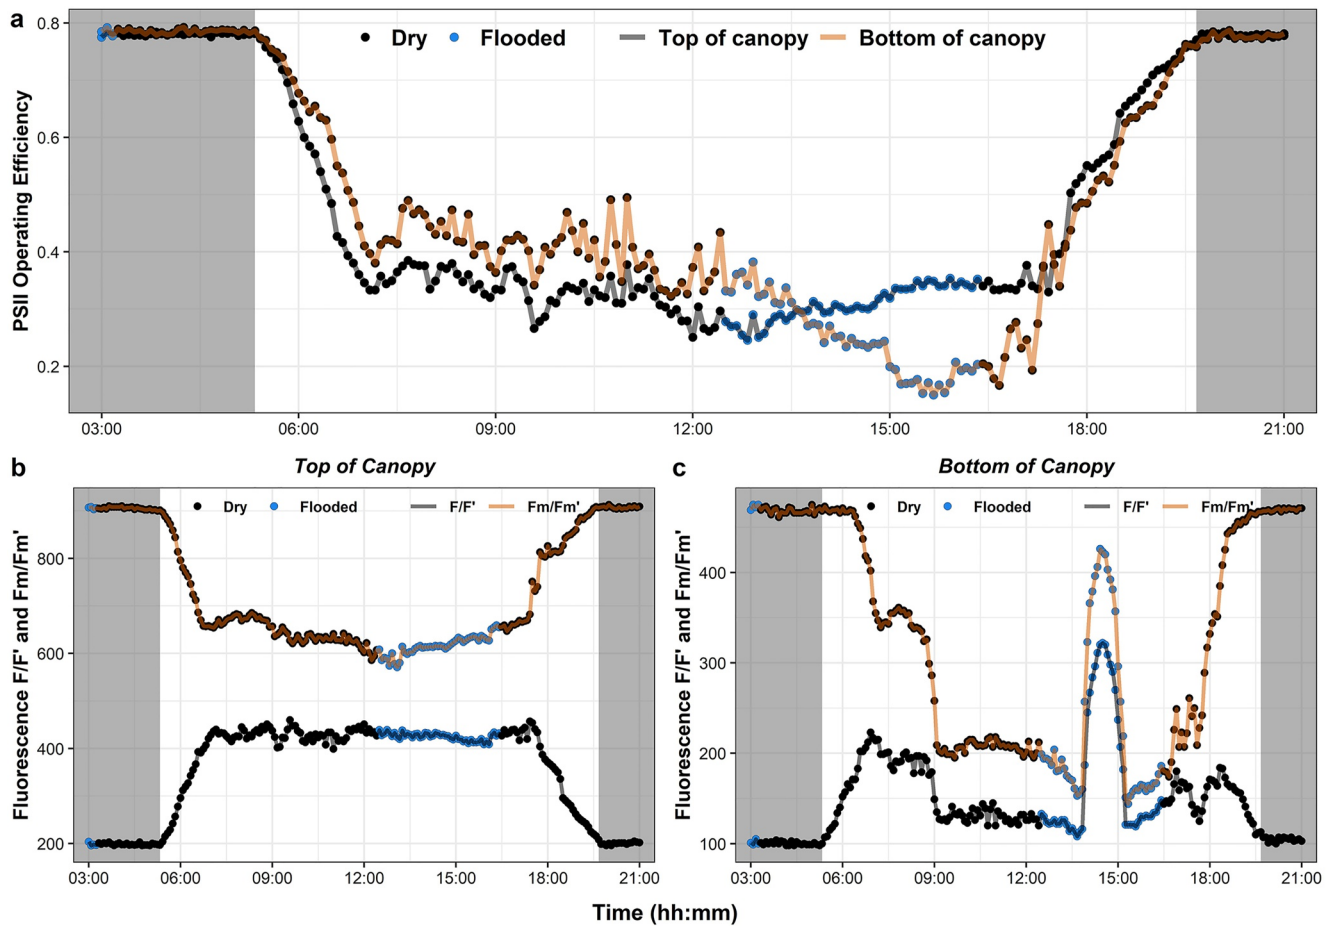 a
Dry Flooded Top of canopy Bottom of canopy
PSII Operating Efficiency
0.8
0.6
0.4
0.2
03:00 06:00 09:00 12:00 15:00 18:00 21:00
b Top of Canopy
Dry Flooded F/F' Fm/Fm'
Fluorescence F/F' and Fm/Fm'
800
600
400
200
03:00 06:00 09:00 12:00 15:00 18:00 21:00
c Bottom of Canopy
Dry Flooded F/F' Fm/Fm'
Fluorescence F/F' and Fm/Fm'
400
300
200
100
03:00 06:00 09:00 12:00 15:00 18:00 21:00
Time (hh:mm)